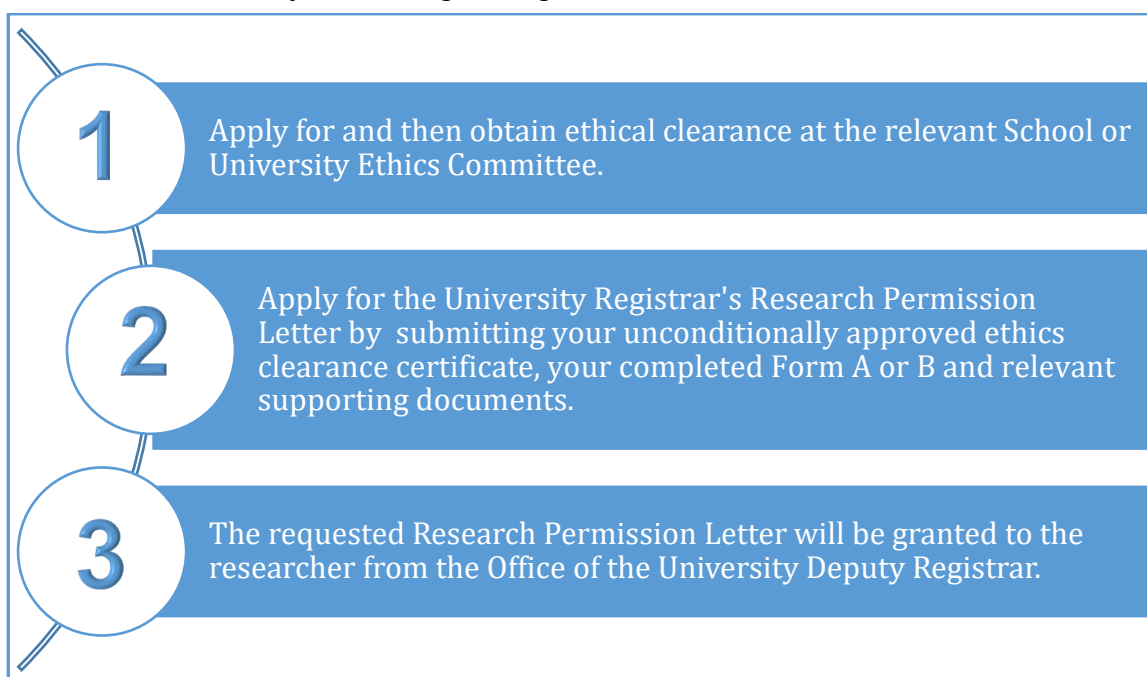 1
Apply for and then obtain ethical clearance at the relevant School or
University Ethics Committee.
2
Apply for the University Registrar's Research Permission
Letter by  submitting your unconditionally approved ethics
clearance certificate, your completed Form A or B and relevant
supporting documents.
3
The requested Research Permission Letter will be granted to the
researcher from the Office of the University Deputy Registrar.